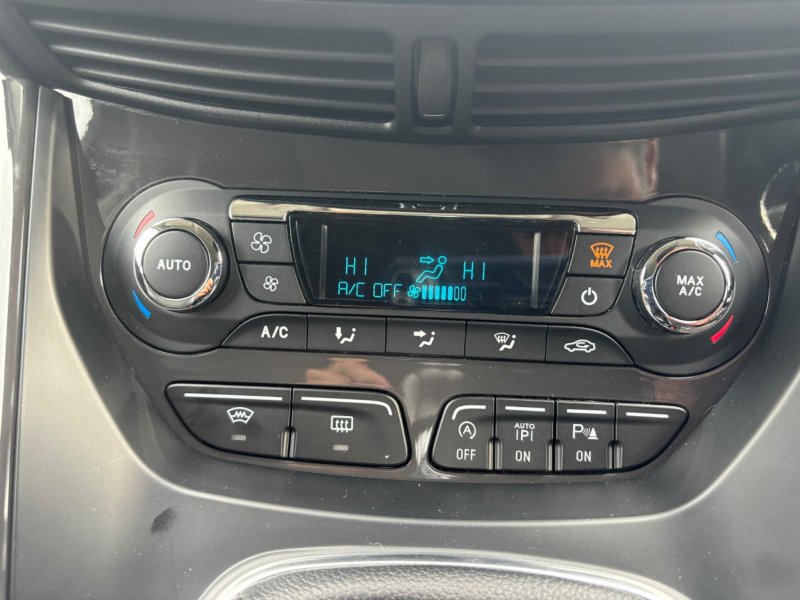 AUTO
HI HI
A/C OFF
MAX
MAX
A/C
A/C
A OFF
AUTO
P ON
P ON